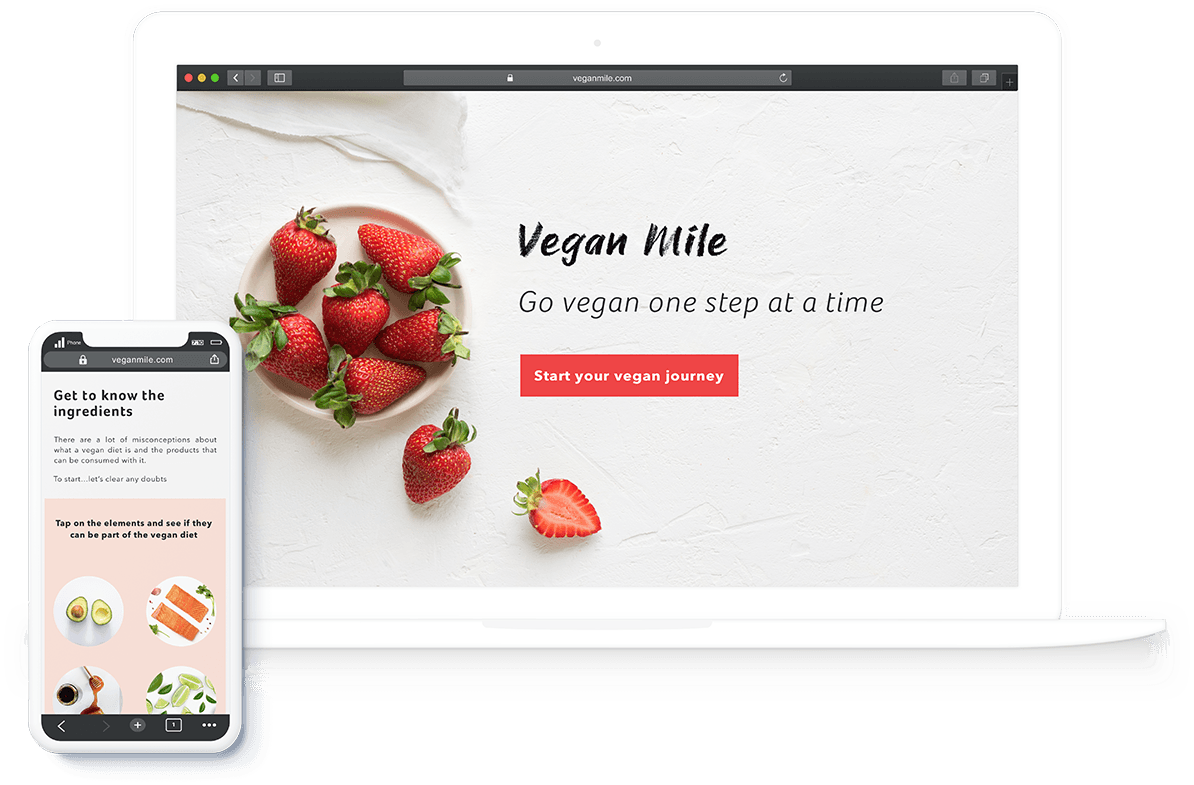 veganmile.com
Vegan Mile
Go vegan one step at a time
Start your vegan journey
Phone
veganmile.com
Get to know the
ingredients
There are a lot of misconceptions about
what a vegan diet is and the products that
can be consumed with it.
To start...let's clear any doubts
Tap on the elements and see if they
can be part of the vegan diet
1